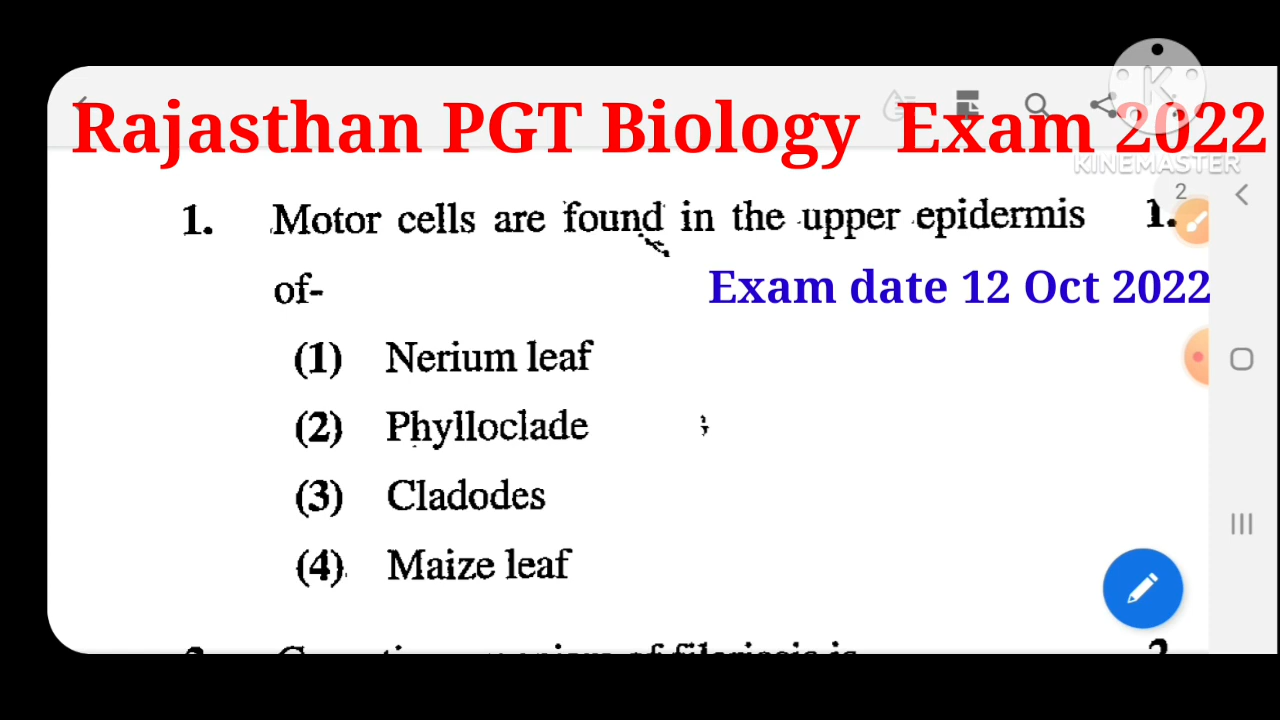 Rajasthan PGT Biology Exam 2022
KINEMASTER
2
1. Motor cells are found in the upper epidermis 1.
of-
Exam date 12 Oct 2022
(1) Nerium leaf
(2) Phylloclade
(3) Cladodes
(4) Maize leaf